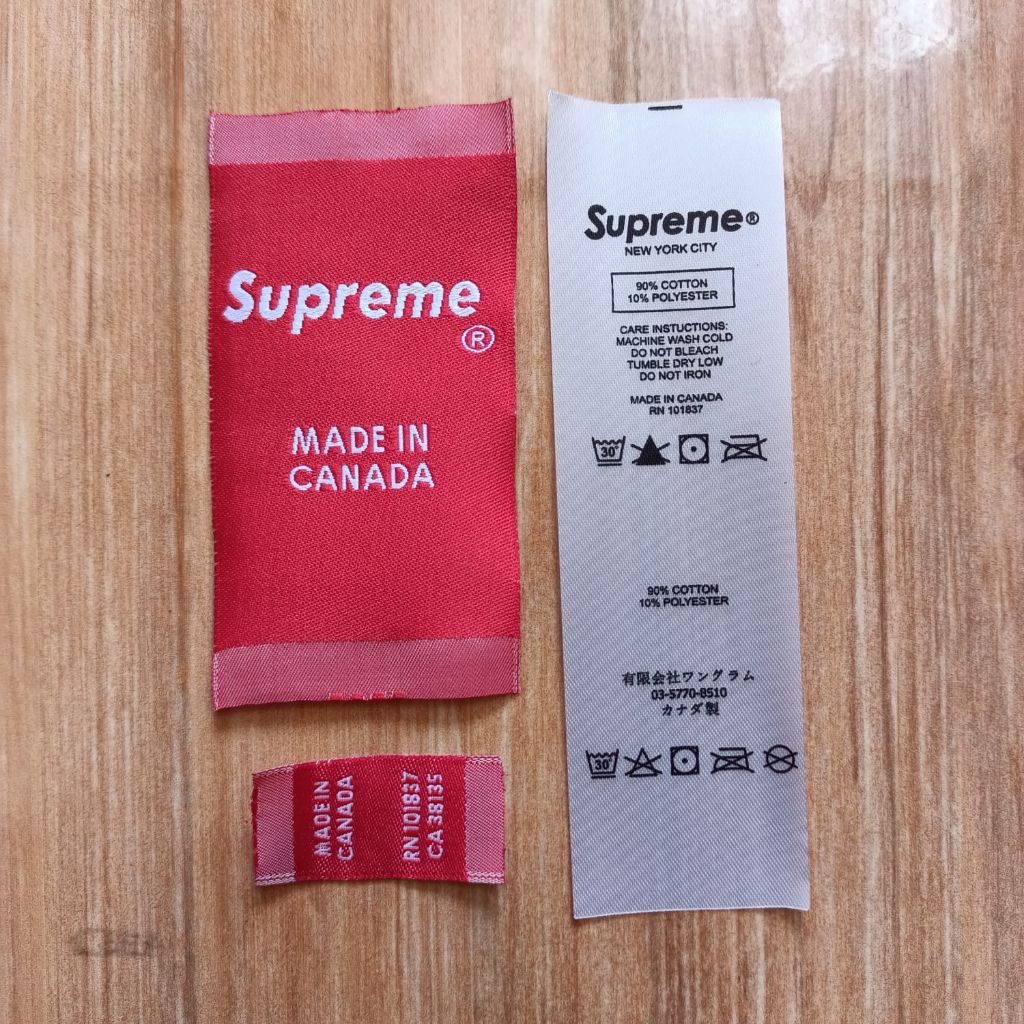 Supreme
®
MADE IN
CANADA
MADE IN
CANADA
RN 101837
CA 38135
Supreme®
NEW YORK CITY
90% COTTON
10% POLYESTER
CARE INSTUCTIONS:
MACHINE WASH COLD
DO NOT BLEACH
TUMBLE DRY LOW
DO NOT IRON
MADE IN CANADA
RN 101837
30°
90% COTTON
10% POLYESTER
有限会社ワングラム
03-5770-8510
カナダ製
30°